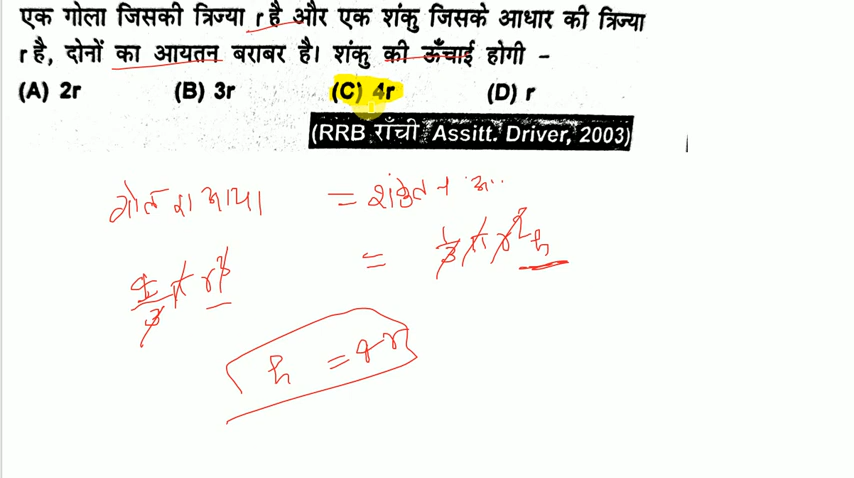 एक गोला जिसकी त्रिज्या r है और एक शंकु जिसके आधार की त्रिज्या
r है, दोनों का आयतन बराबर है। शंकु की ऊँचाई होगी –
(A) 2r (B) 3r (C) 4r (D) r
(RRB राँची Assitt. Driver, 2003)
=
4/3 π r³ = 1/3 π r² h
h = 4r